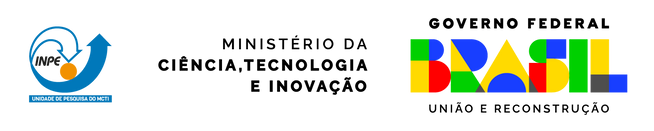 INPE
UNIDADE DE PESQUISA DO MCTI
MINISTÉRIO DA
CIÊNCIA,TECNOLOGIA
E INOVAÇÃO
GOVERNO FEDERAL
BRASIL
UNIÃO E RECONSTRUÇÃO